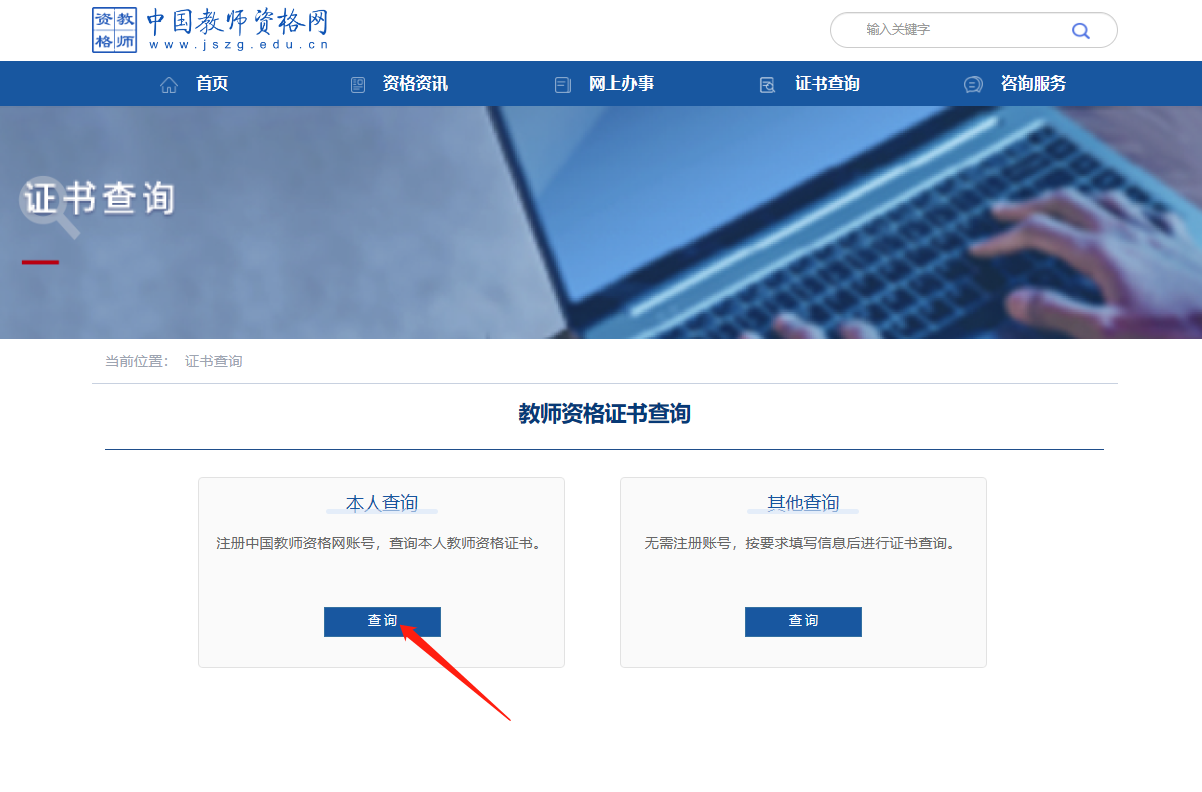 资教
格师
中国教师资格网
www.jszg.edu.cn
输入关键字
首页
资格资讯
网上办事
证书查询
咨询服务
证书查询
当前位置： 证书查询
教师资格证书查询
本人查询
注册中国教师资格网账号，查询本人教师资格证书。
查询
其他查询
无需注册账号，按要求填写信息后进行证书查询。
查询